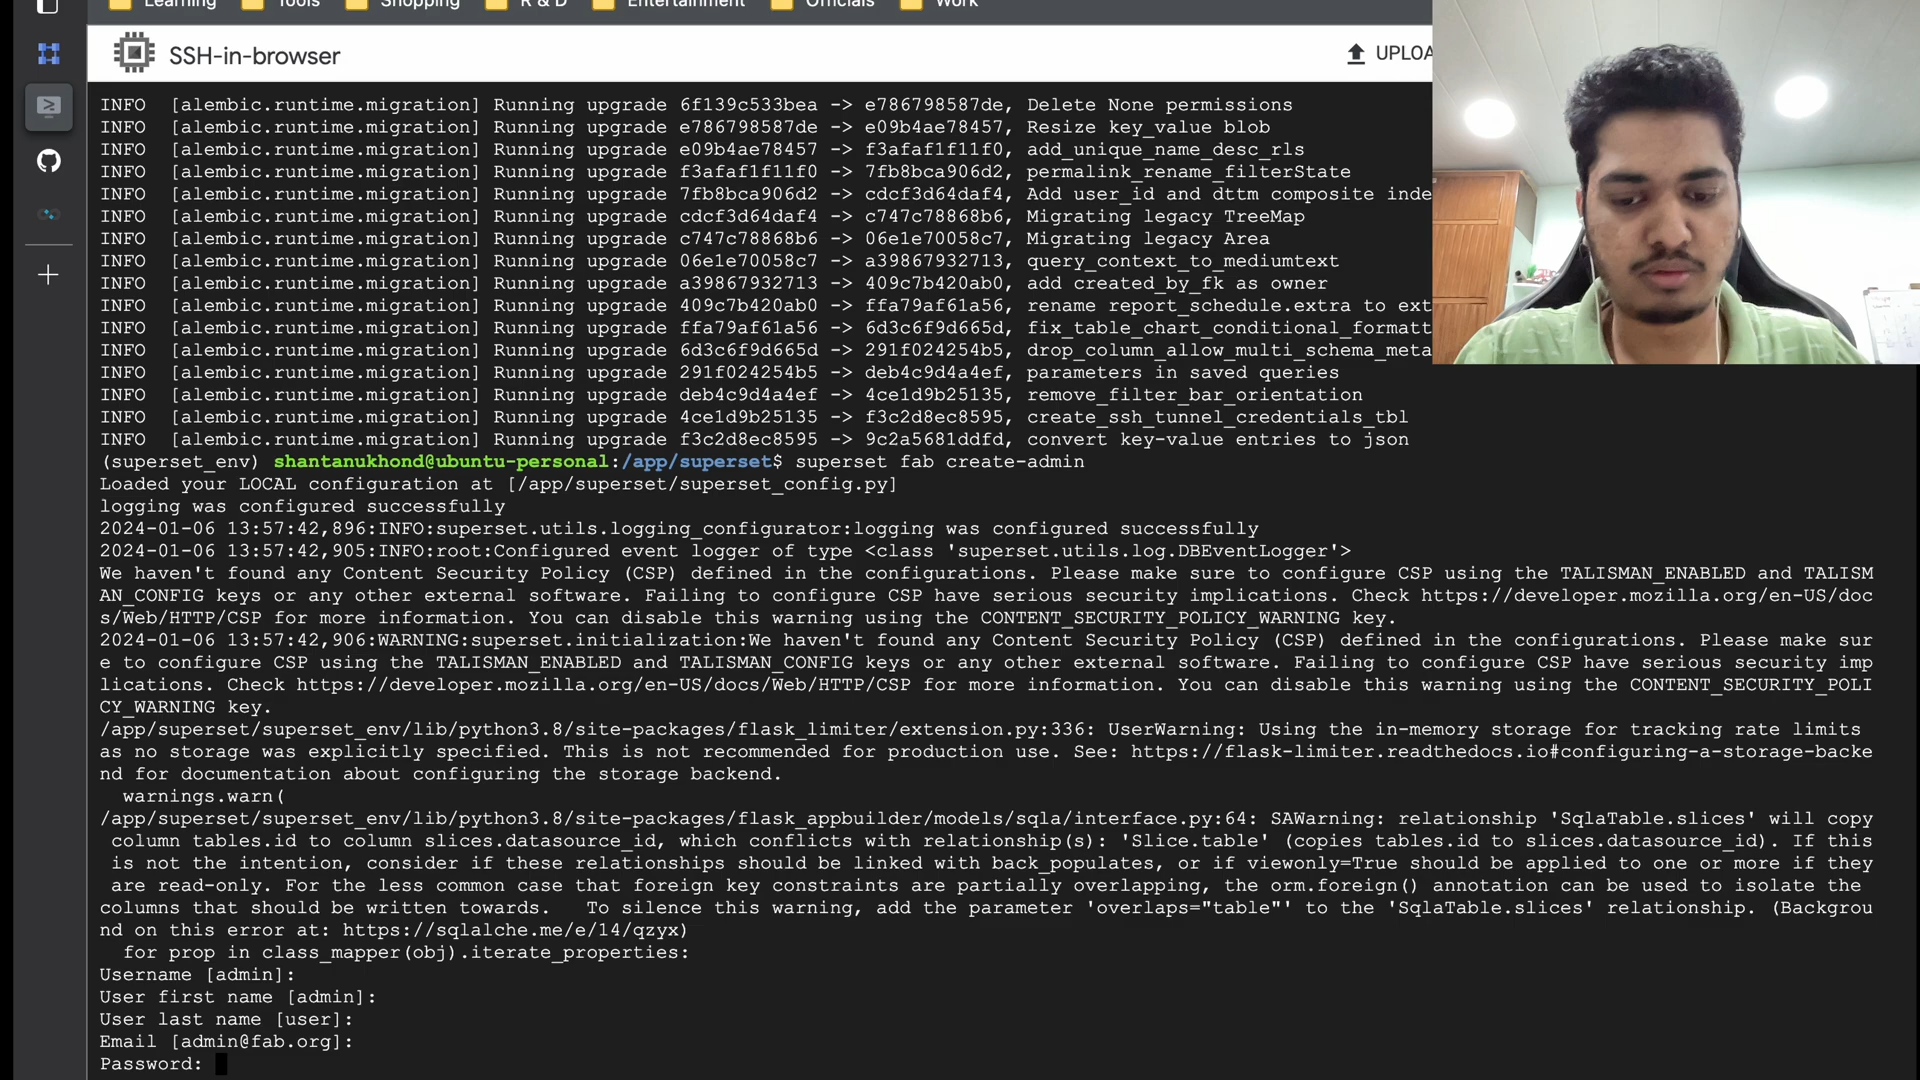 Learning Tools Shopping R & D Entertainment Officials Work
SSH-in-browser
UPLOA
INFO  [alembic.runtime.migration] Running upgrade 6f139c533bea -> e786798587de, Delete None permissions
INFO  [alembic.runtime.migration] Running upgrade e786798587de -> e09b4ae78457, Resize key_value blob
INFO  [alembic.runtime.migration] Running upgrade e09b4ae78457 -> f3afaf1f11f0, add_unique_name_desc_rls
INFO  [alembic.runtime.migration] Running upgrade f3afaf1f11f0 -> 7fb8bca906d2, permalink_rename_filterState
INFO  [alembic.runtime.migration] Running upgrade 7fb8bca906d2 -> cdcf3d64daf4, Add user_id and dttm composite inde
INFO  [alembic.runtime.migration] Running upgrade cdcf3d64daf4 -> c747c78868b6, Migrating legacy TreeMap
INFO  [alembic.runtime.migration] Running upgrade c747c78868b6 -> 06e1e70058c7, Migrating legacy Area
INFO  [alembic.runtime.migration] Running upgrade 06e1e70058c7 -> a39867932713, query_context_to_mediumtext
INFO  [alembic.runtime.migration] Running upgrade a39867932713 -> 409c7b420ab0, add created_by_fk as owner
INFO  [alembic.runtime.migration] Running upgrade 409c7b420ab0 -> ffa79af61a56, rename report_schedule.extra to ext
INFO  [alembic.runtime.migration] Running upgrade ffa79af61a56 -> 6d3c6f9d665d, fix_table_chart_conditional_formatt
INFO  [alembic.runtime.migration] Running upgrade 6d3c6f9d665d -> 291f024254b5, drop_column_allow_multi_schema_meta
INFO  [alembic.runtime.migration] Running upgrade 291f024254b5 -> deb4c9d4a4ef, parameters in saved queries
INFO  [alembic.runtime.migration] Running upgrade deb4c9d4a4ef -> 4ce1d9b25135, remove_filter_bar_orientation
INFO  [alembic.runtime.migration] Running upgrade 4ce1d9b25135 -> f3c2d8ec8595, create_ssh_tunnel_credentials_tbl
INFO  [alembic.runtime.migration] Running upgrade f3c2d8ec8595 -> 9c2a5681ddfd, convert key-value entries to json
(superset_env) shantanukhond@ubuntu-personal:/app/superset$ superset fab create-admin
Loaded your LOCAL configuration at [/app/superset/superset_config.py]
logging was configured successfully
2024-01-06 13:57:42,896:INFO:superset.utils.logging_configurator:logging was configured successfully
2024-01-06 13:57:42,905:INFO:root:Configured event logger of type <class 'superset.utils.log.DBEventLogger'>
We haven't found any Content Security Policy (CSP) defined in the configurations. Please make sure to configure CSP using the TALISMAN_ENABLED and TALISM
AN_CONFIG keys or any other external software. Failing to configure CSP have serious security implications. Check https://developer.mozilla.org/en-US/doc
s/Web/HTTP/CSP for more information. You can disable this warning using the CONTENT_SECURITY_POLICY_WARNING key.
2024-01-06 13:57:42,906:WARNING:superset.initialization:We haven't found any Content Security Policy (CSP) defined in the configurations. Please make sur
e to configure CSP using the TALISMAN_ENABLED and TALISMAN_CONFIG keys or any other external software. Failing to configure CSP have serious security imp
lications. Check https://developer.mozilla.org/en-US/docs/Web/HTTP/CSP for more information. You can disable this warning using the CONTENT_SECURITY_POLI
CY_WARNING key.
/app/superset/superset_env/lib/python3.8/site-packages/flask_limiter/extension.py:336: UserWarning: Using the in-memory storage for tracking rate limits
as no storage was explicitly specified. This is not recommended for production use. See: https://flask-limiter.readthedocs.io#configuring-a-storage-backe
nd for documentation about configuring the storage backend.
  warnings.warn(
/app/superset/superset_env/lib/python3.8/site-packages/flask_appbuilder/models/sqla/interface.py:64: SAWarning: relationship 'SqlaTable.slices' will copy
 column tables.id to column slices.datasource_id, which conflicts with relationship(s): 'Slice.table' (copies tables.id to slices.datasource_id). If this
 is not the intention, consider if these relationships should be linked with back_populates, or if viewonly=True should be applied to one or more if they
 are read-only. For the less common case that foreign key constraints are partially overlapping, the orm.foreign() annotation can be used to isolate the
columns that should be written towards.   To silence this warning, add the parameter 'overlaps="table"' to the 'SqlaTable.slices' relationship. (Backgrou
nd on this error at: https://sqlalche.me/e/14/qzyx)
  for prop in class_mapper(obj).iterate_properties:
Username [admin]:
User first name [admin]:
User last name [user]:
Email [admin@fab.org]:
Password: